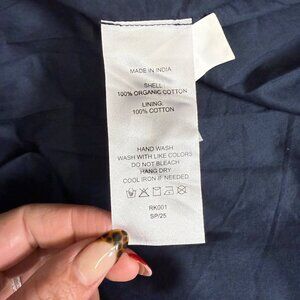 MADE IN INDIA
SHELL:
100% ORGANIC COTTON
LINING:
100% COTTON
HAND WASH
WASH WITH LIKE COLORS
DO NOT BLEACH
HANG DRY
COOL IRON IF NEEDED
RK001
SP/25